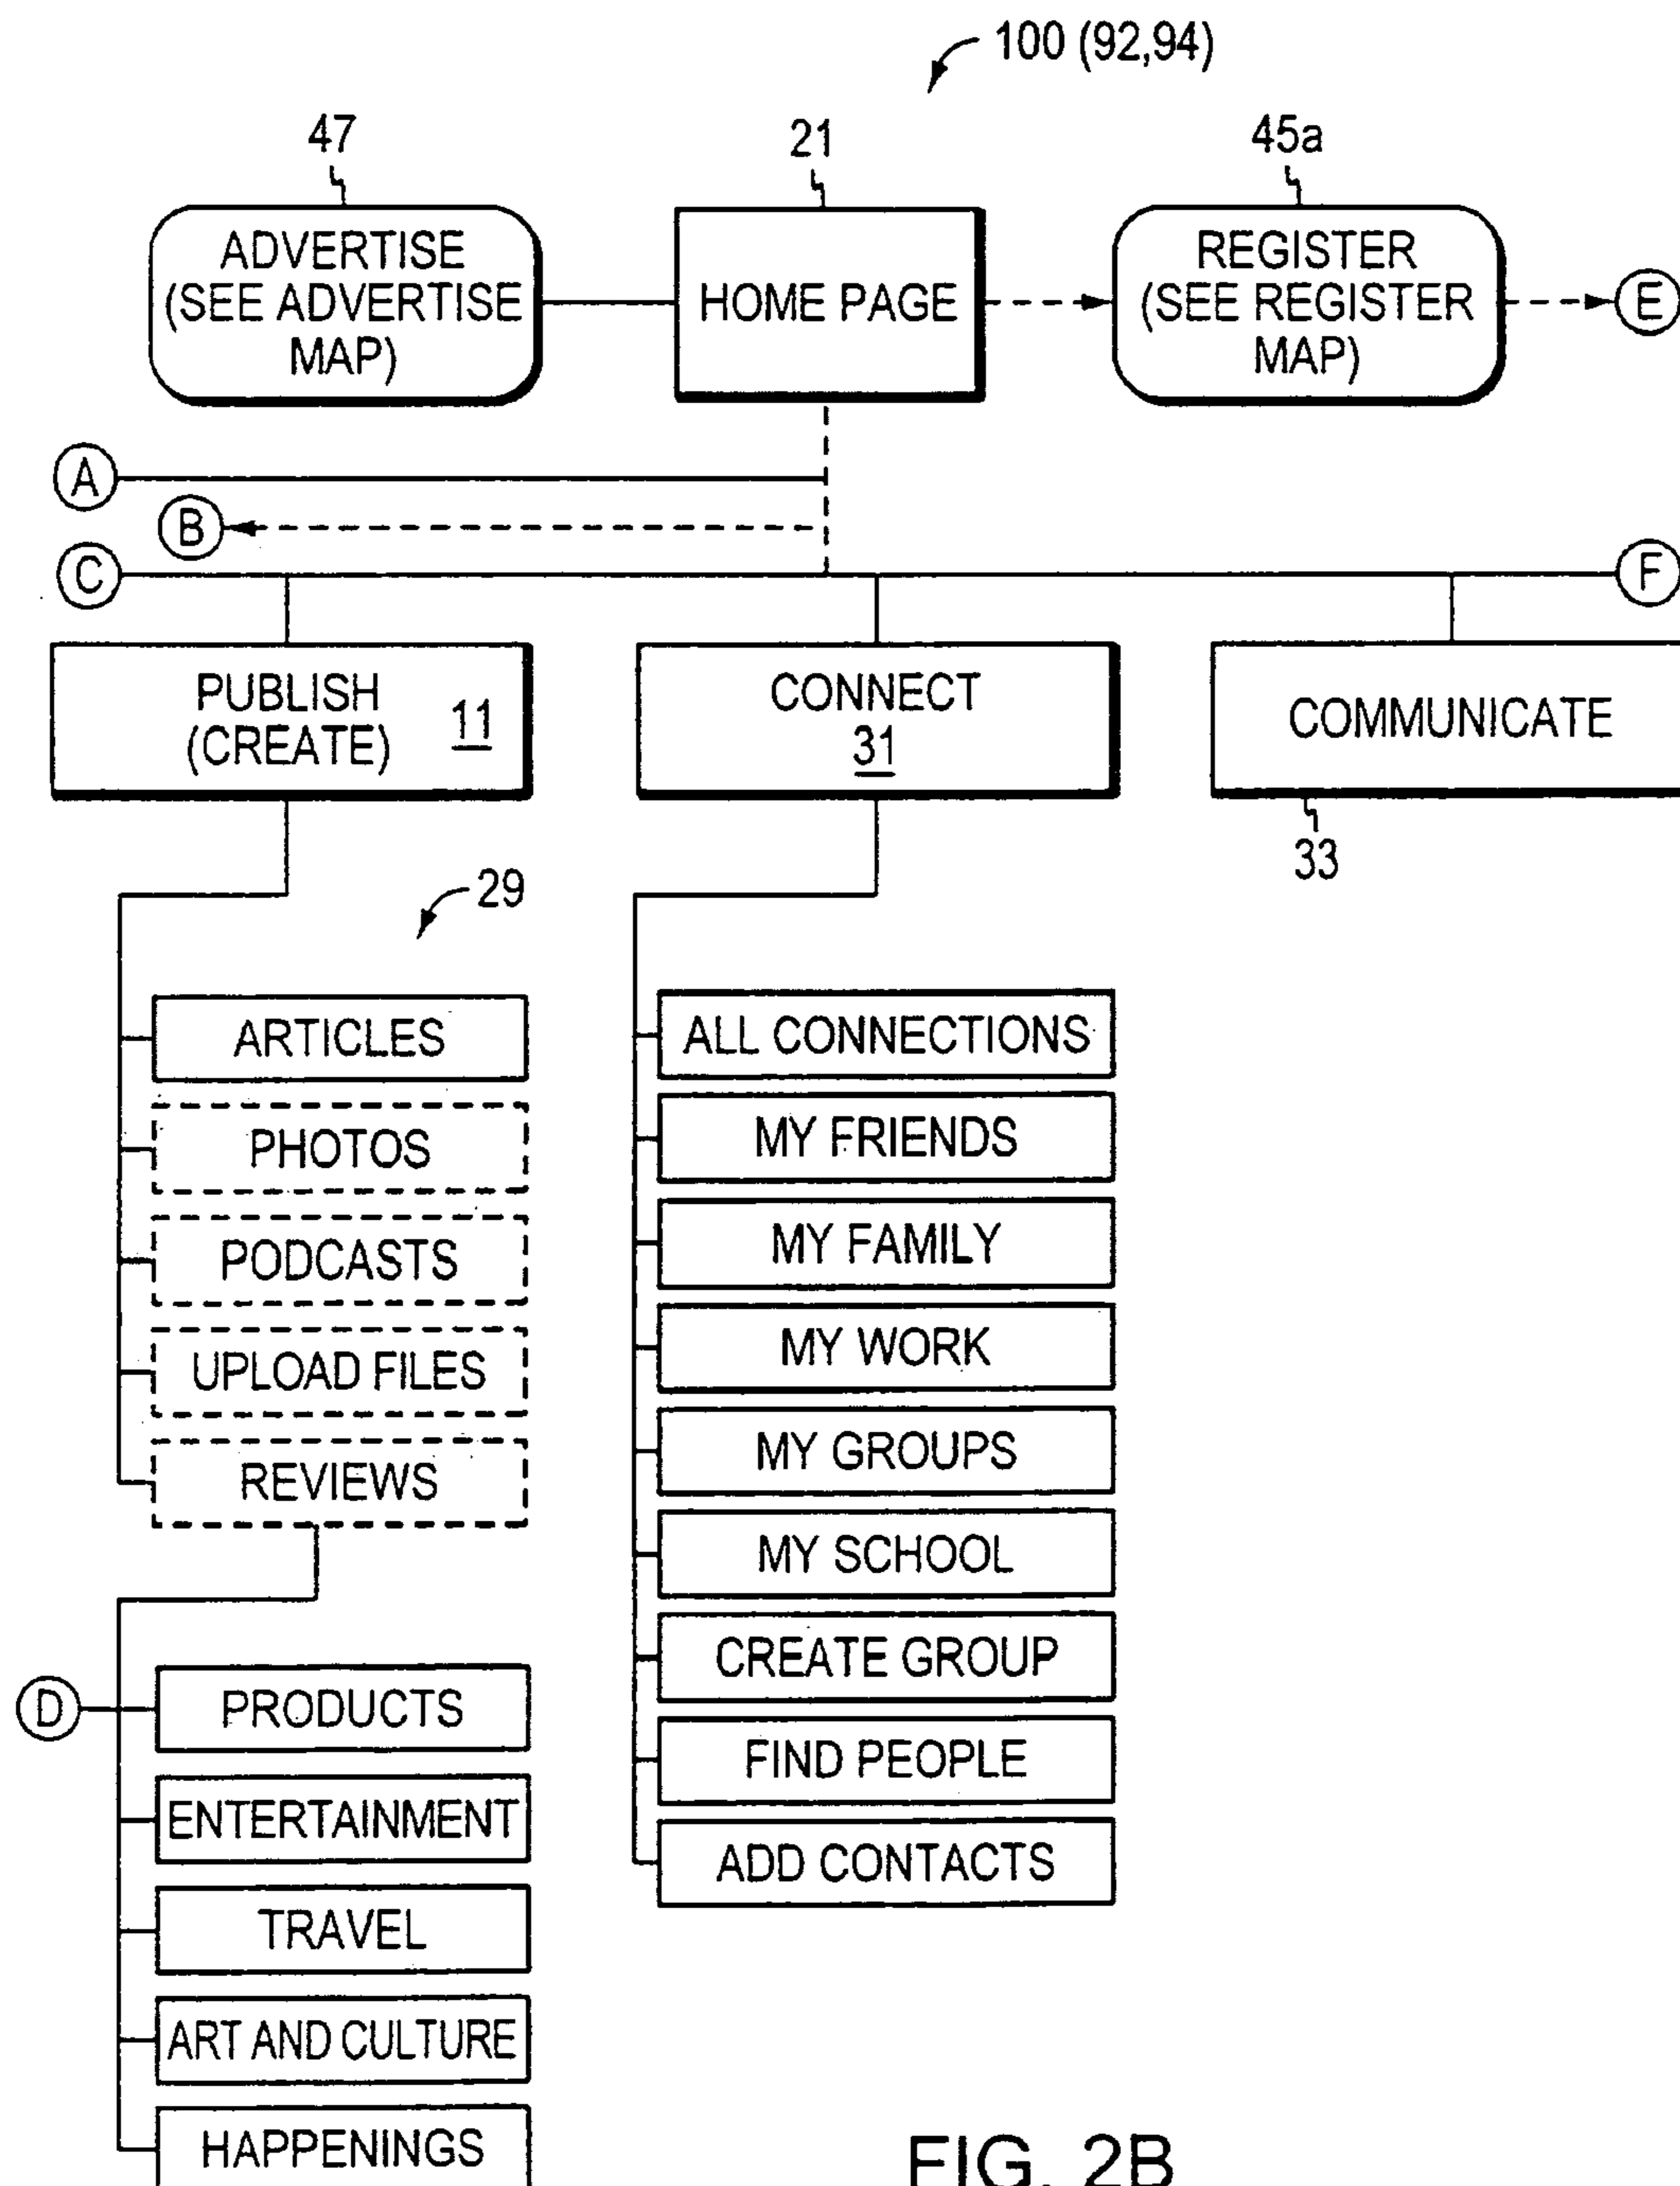 100 (92,94)
47
21
45a
ADVERTISE
(SEE ADVERTISE
MAP)
HOME PAGE
REGISTER
(SEE REGISTER
MAP)
E
A
B
C
F
PUBLISH
(CREATE)
11
CONNECT
31
COMMUNICATE
33
29
ARTICLES
PHOTOS
PODCASTS
UPLOAD FILES
REVIEWS
D
PRODUCTS
ENTERTAINMENT
TRAVEL
ART AND CULTURE
HAPPENINGS
ALL CONNECTIONS
MY FRIENDS
MY FAMILY
MY WORK
MY GROUPS
MY SCHOOL
CREATE GROUP
FIND PEOPLE
ADD CONTACTS
FIG. 2B